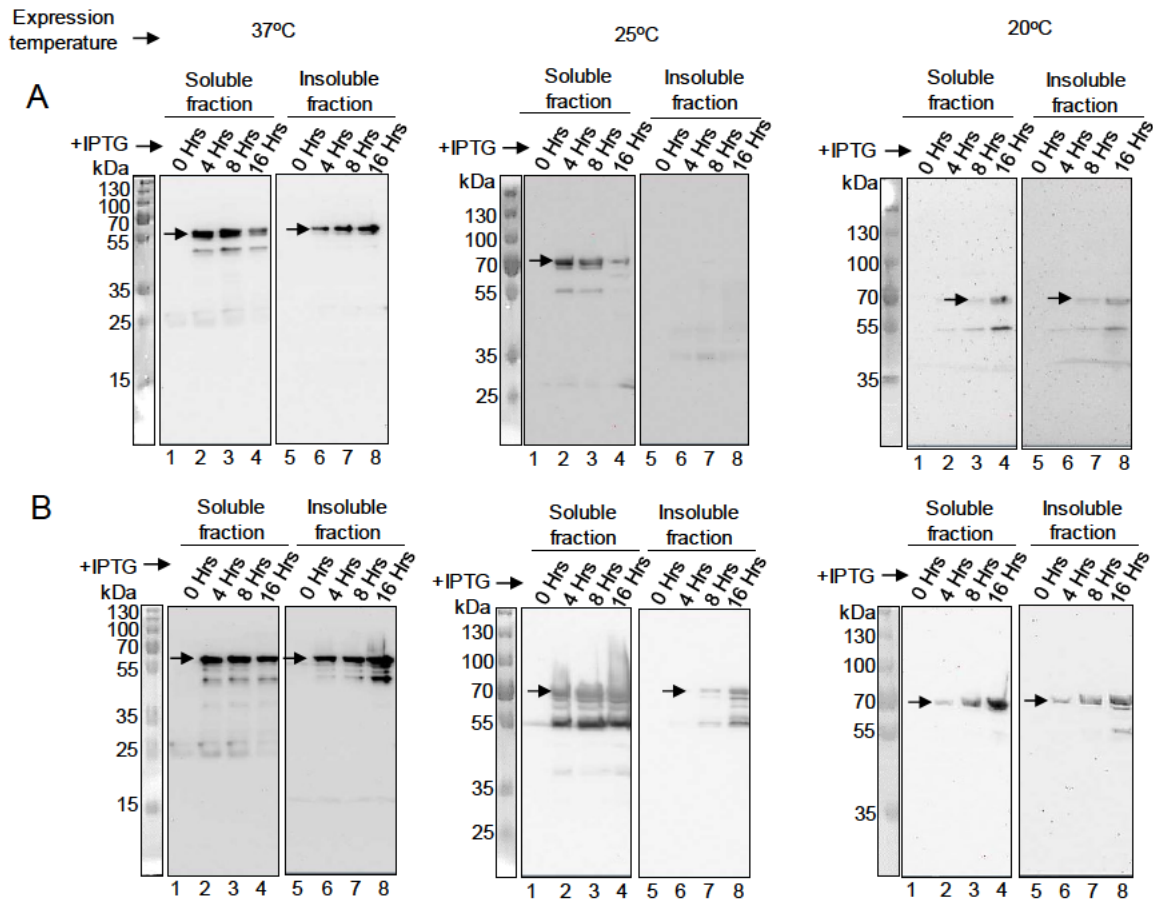 Expression temperature → 37ºC 25ºC 20ºC
A
Soluble fraction Insoluble fraction Soluble fraction Insoluble fraction Soluble fraction Insoluble fraction
+IPTG → 0 Hrs 4 Hrs 8 Hrs 16 Hrs 0 Hrs 4 Hrs 8 Hrs 16 Hrs
kDa
130
100
70
55
35
25
15
1 2 3 4 5 6 7 8
+IPTG → 0 Hrs 4 Hrs 8 Hrs 16 Hrs 0 Hrs 4 Hrs 8 Hrs 16 Hrs
kDa
130
100
70
55
35
25
1 2 3 4 5 6 7 8
+IPTG → 0 Hrs 4 Hrs 8 Hrs 16 Hrs 0 Hrs 4 Hrs 8 Hrs 16 Hrs
kDa
130
100
70
55
35
1 2 3 4 5 6 7 8
B
Soluble fraction Insoluble fraction Soluble fraction Insoluble fraction Soluble fraction Insoluble fraction
+IPTG → 0 Hrs 4 Hrs 8 Hrs 16 Hrs 0 Hrs 4 Hrs 8 Hrs 16 Hrs
kDa
130
100
70
55
35
25
15
1 2 3 4 5 6 7 8
+IPTG → 0 Hrs 4 Hrs 8 Hrs 16 Hrs 0 Hrs 4 Hrs 8 Hrs 16 Hrs
kDa
130
100
70
55
35
25
1 2 3 4 5 6 7 8
+IPTG → 0 Hrs 4 Hrs 8 Hrs 16 Hrs 0 Hrs 4 Hrs 8 Hrs 16 Hrs
kDa
130
100
70
55
35
1 2 3 4 5 6 7 8